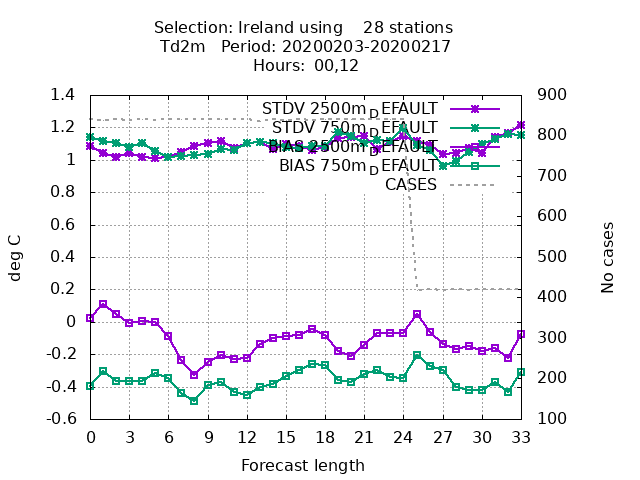 Selection: Ireland using    28 stations
Td2m   Period: 20200203-20200217
Hours:  00,12
STDV 2500m_DEFAULT
STDV 750m_DEFAULT
BIAS 2500m_DEFAULT
BIAS 750m_DEFAULT
CASES
deg C
1.4
1.2
1
0.8
0.6
0.4
0.2
0
-0.2
-0.4
-0.6
900
800
700
600
500
400
300
200
100
No cases
0 3 6 9 12 15 18 21 24 27 30 33
Forecast length